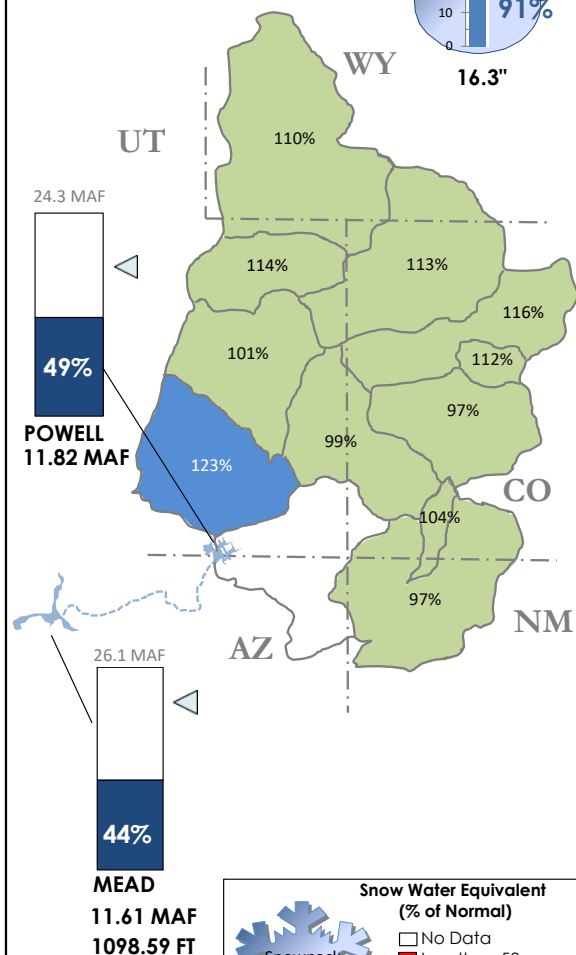 10
91%
0
16.3"
WY
UT
110%
24.3 MAF
114%
113%
116%
101%
112%
49%
97%
99%
POWELL
11.82 MAF
123%
CO
104%
97%
NM
AZ
26.1 MAF
44%
MEAD
11.61 MAF
1098.59 FT
Snow Water Equivalent
(% of Normal)
No Data